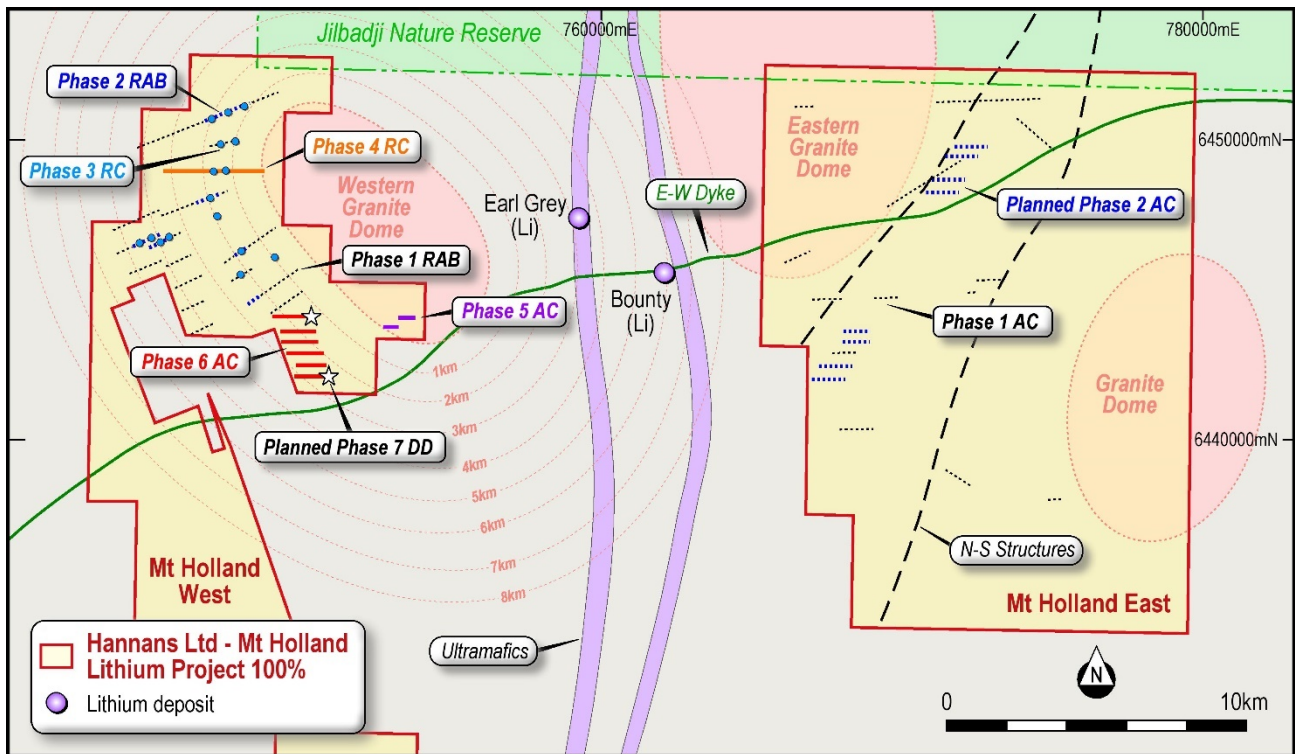 760000mE
780000mE
Jilbadji Nature Reserve
Phase 2 RAB
6450000mN
Phase 4 RC
Phase 3 RC
Eastern
Granite
Dome
Western
Granite
Dome
Earl Grey
(Li)
E-W Dyke
Planned Phase 2 AC
Phase 1 RAB
Bounty
(Li)
Phase 5 AC
Phase 1 AC
Phase 6 AC
1km
2km
3km
4km
5km
6km
7km
8km
Granite
Dome
Planned Phase 7 DD
6440000mN
N-S Structures
Mt Holland
West
Mt Holland East
Ultramafics
Hannans Ltd - Mt Holland
Lithium Project 100%
Lithium deposit
N
0
10km